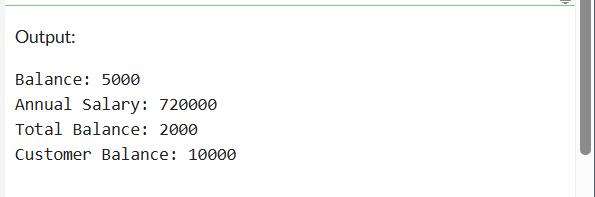 Output:
Balance: 5000
Annual Salary: 720000
Total Balance: 2000
Customer Balance: 10000